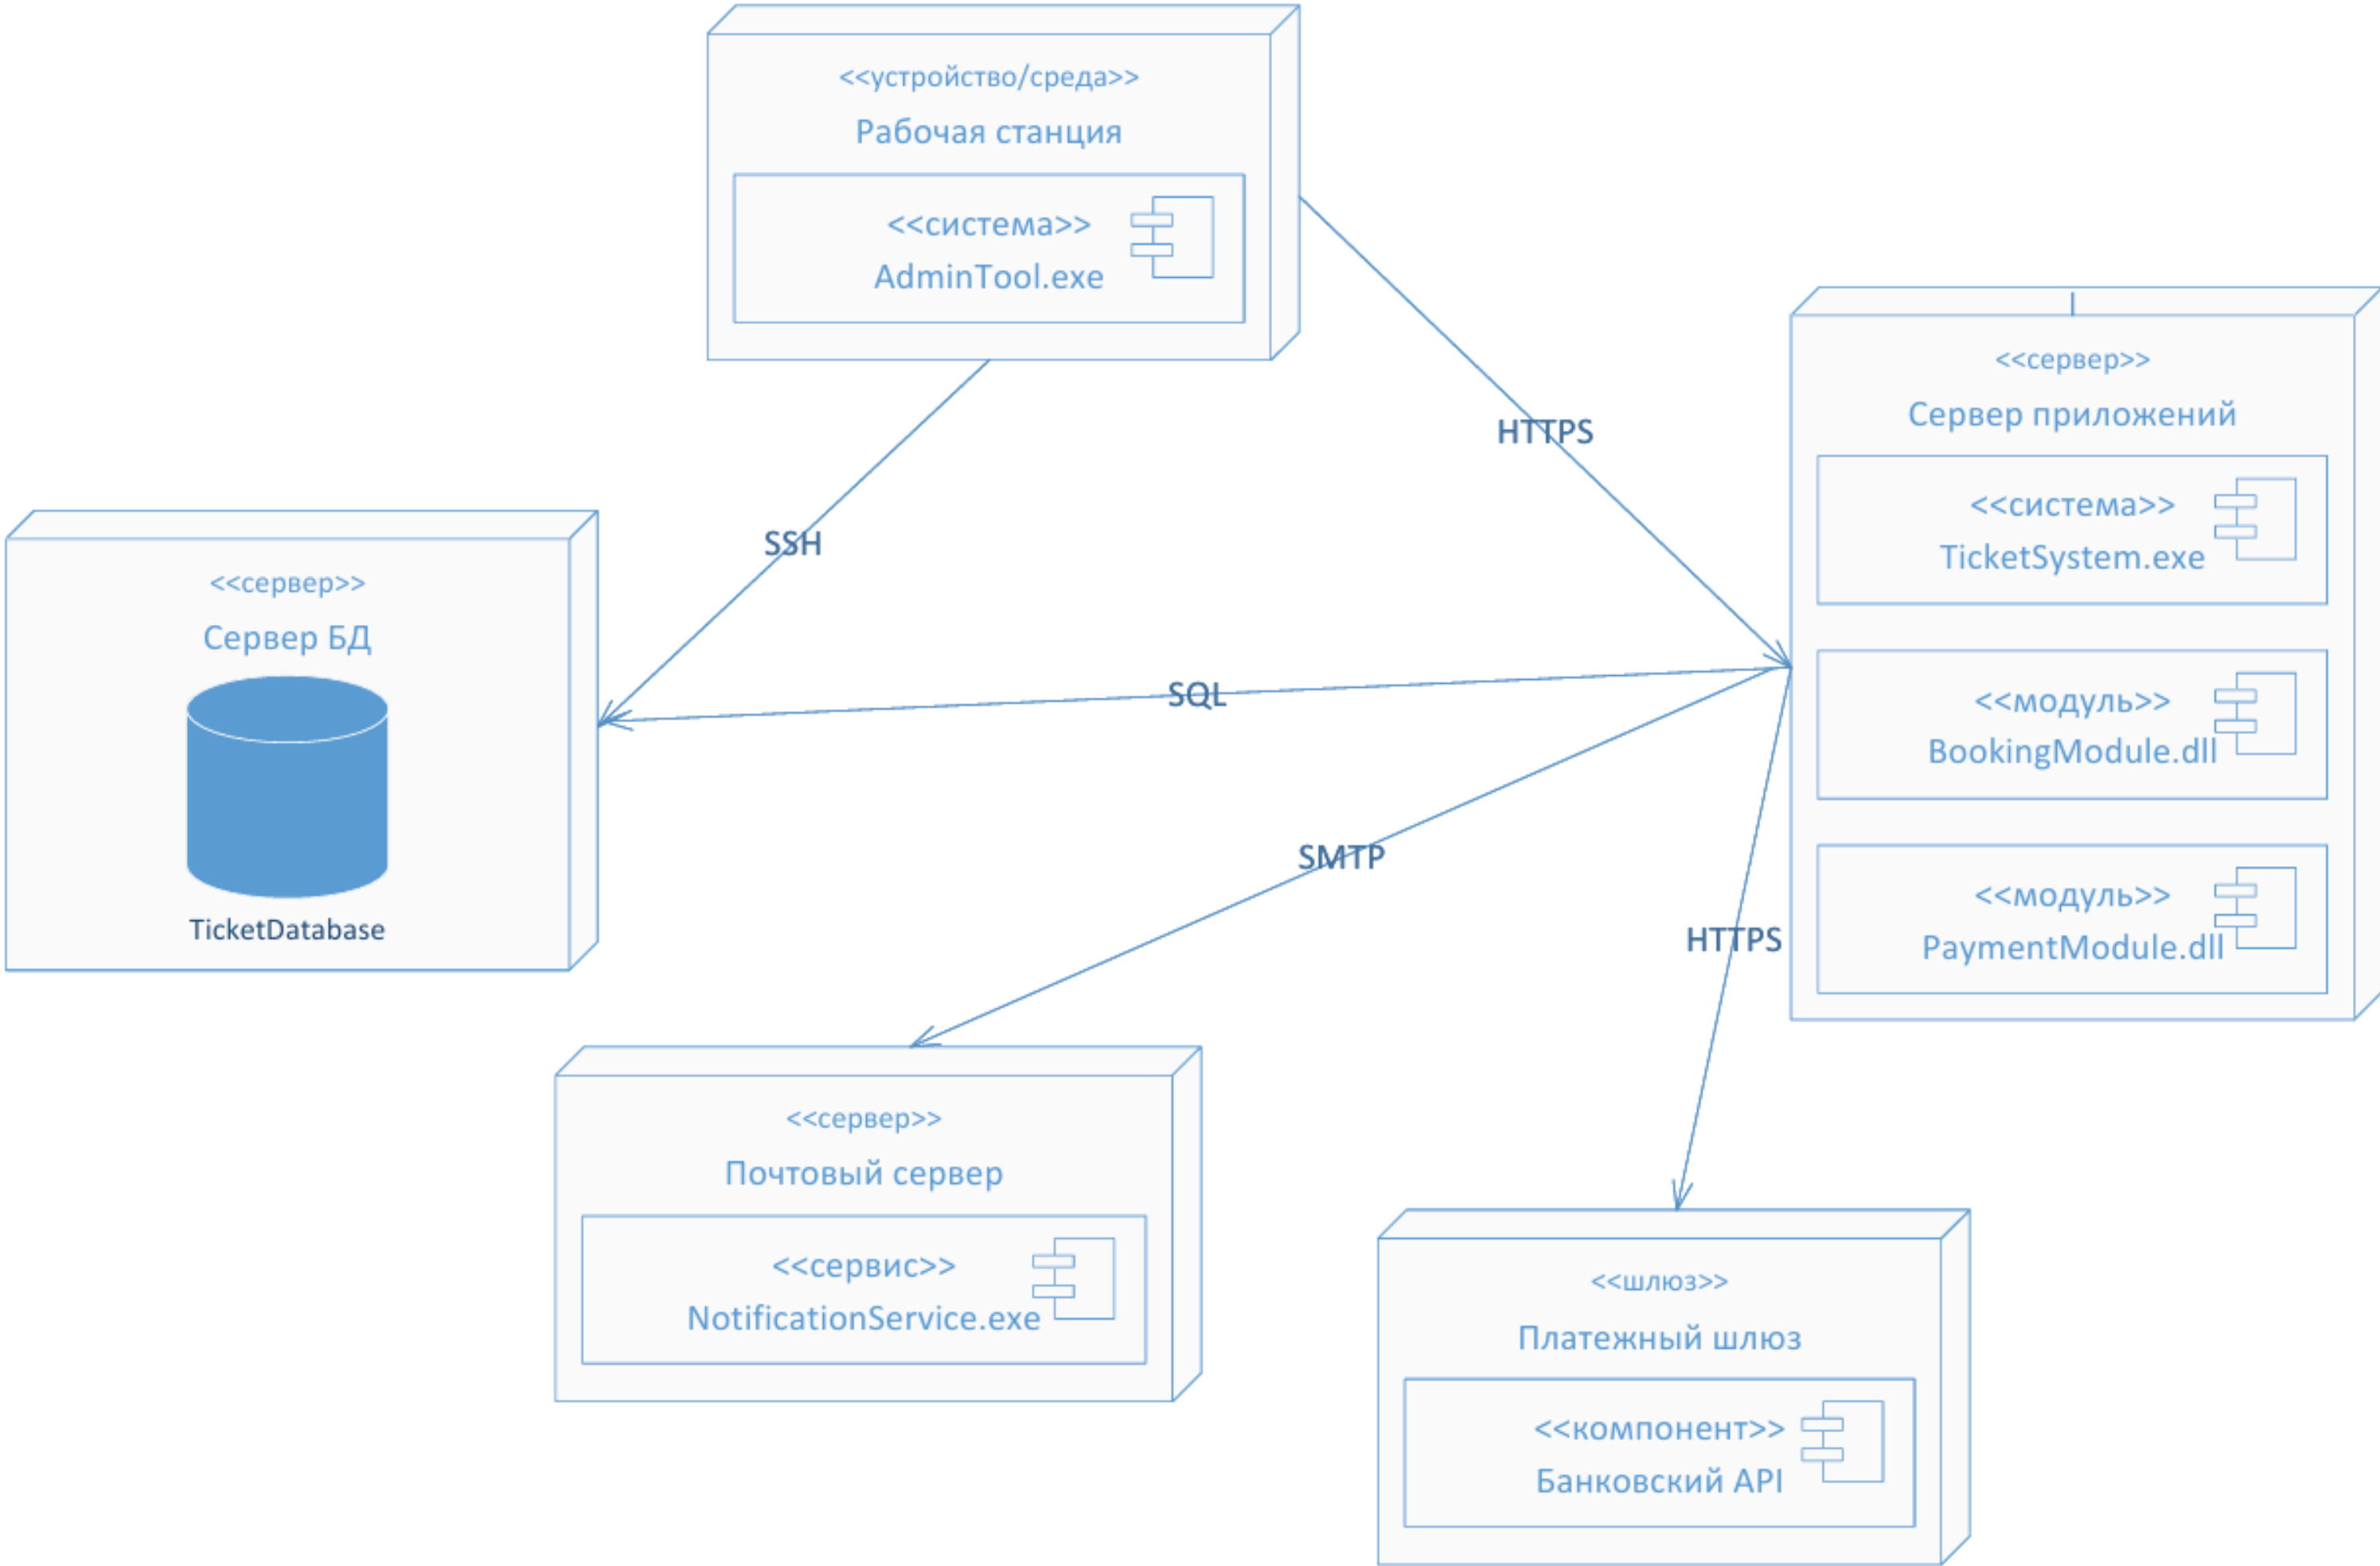 <<устройство/среда>>
Рабочая станция
<<система>>
AdminTool.exe
HTTPS
SSH
<<сервер>>
Сервер приложений
<<система>>
TicketSystem.exe
<<модуль>>
BookingModule.dll
<<модуль>>
PaymentModule.dll
<<сервер>>
Сервер БД
TicketDatabase
SQL
SMTP
HTTPS
<<сервер>>
Почтовый сервер
<<сервис>>
NotificationService.exe
<<шлюз>>
Платежный шлюз
<<компонент>>
Банковский API